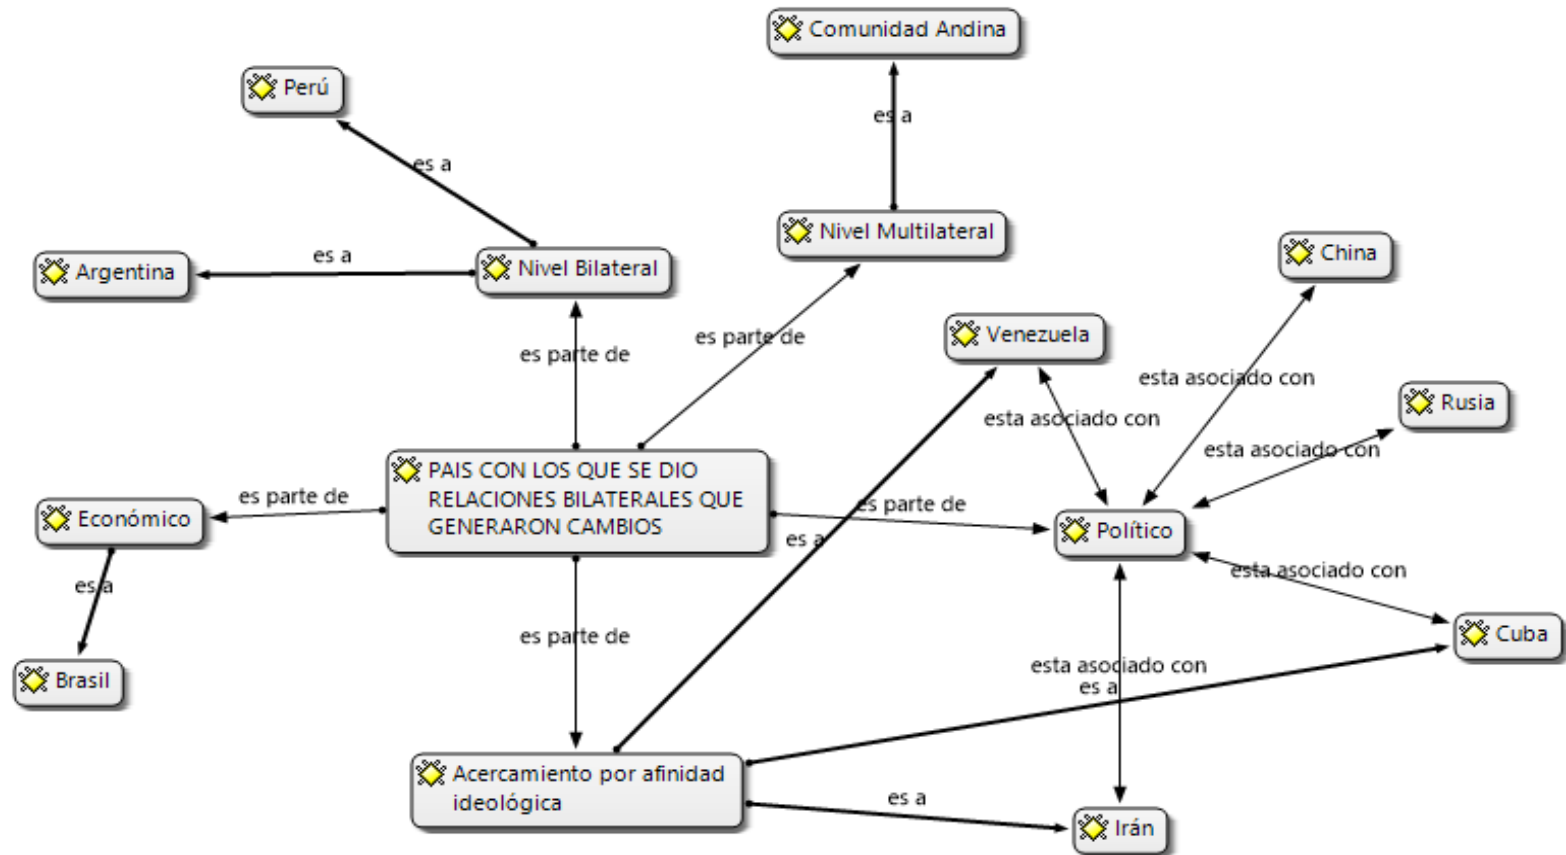 Comunidad Andina
Perú
es a
es a
Nivel Multilateral
Argentina
es a
Nivel Bilateral
China
es parte de
es parte de
Venezuela
esta asociado con
Rusia
esta asociado con
esta asociado con
PAIS CON LOS QUE SE DIO
RELACIONES BILATERALES QUE
GENERARON CAMBIOS
es parte de
Económico
es parte de
Político
es a
es a
esta asociado con
Brasil
es parte de
Cuba
esta asociado con
es a
Acercamiento por afinidad
ideológica
es a
Irán